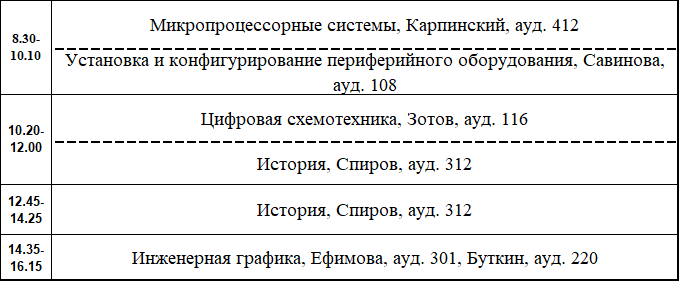 8.30-
10.10
Микропроцессорные системы, Карпинский, ауд. 412
Установка и конфигурирование периферийного оборудования, Савинова,
ауд. 108
10.20-
12.00
Цифровая схемотехника, Зотов, ауд. 116
История, Спиров, ауд. 312
12.45-
14.25
История, Спиров, ауд. 312
14.35-
16.15
Инженерная графика, Ефимова, ауд. 301, Буткин, ауд. 220